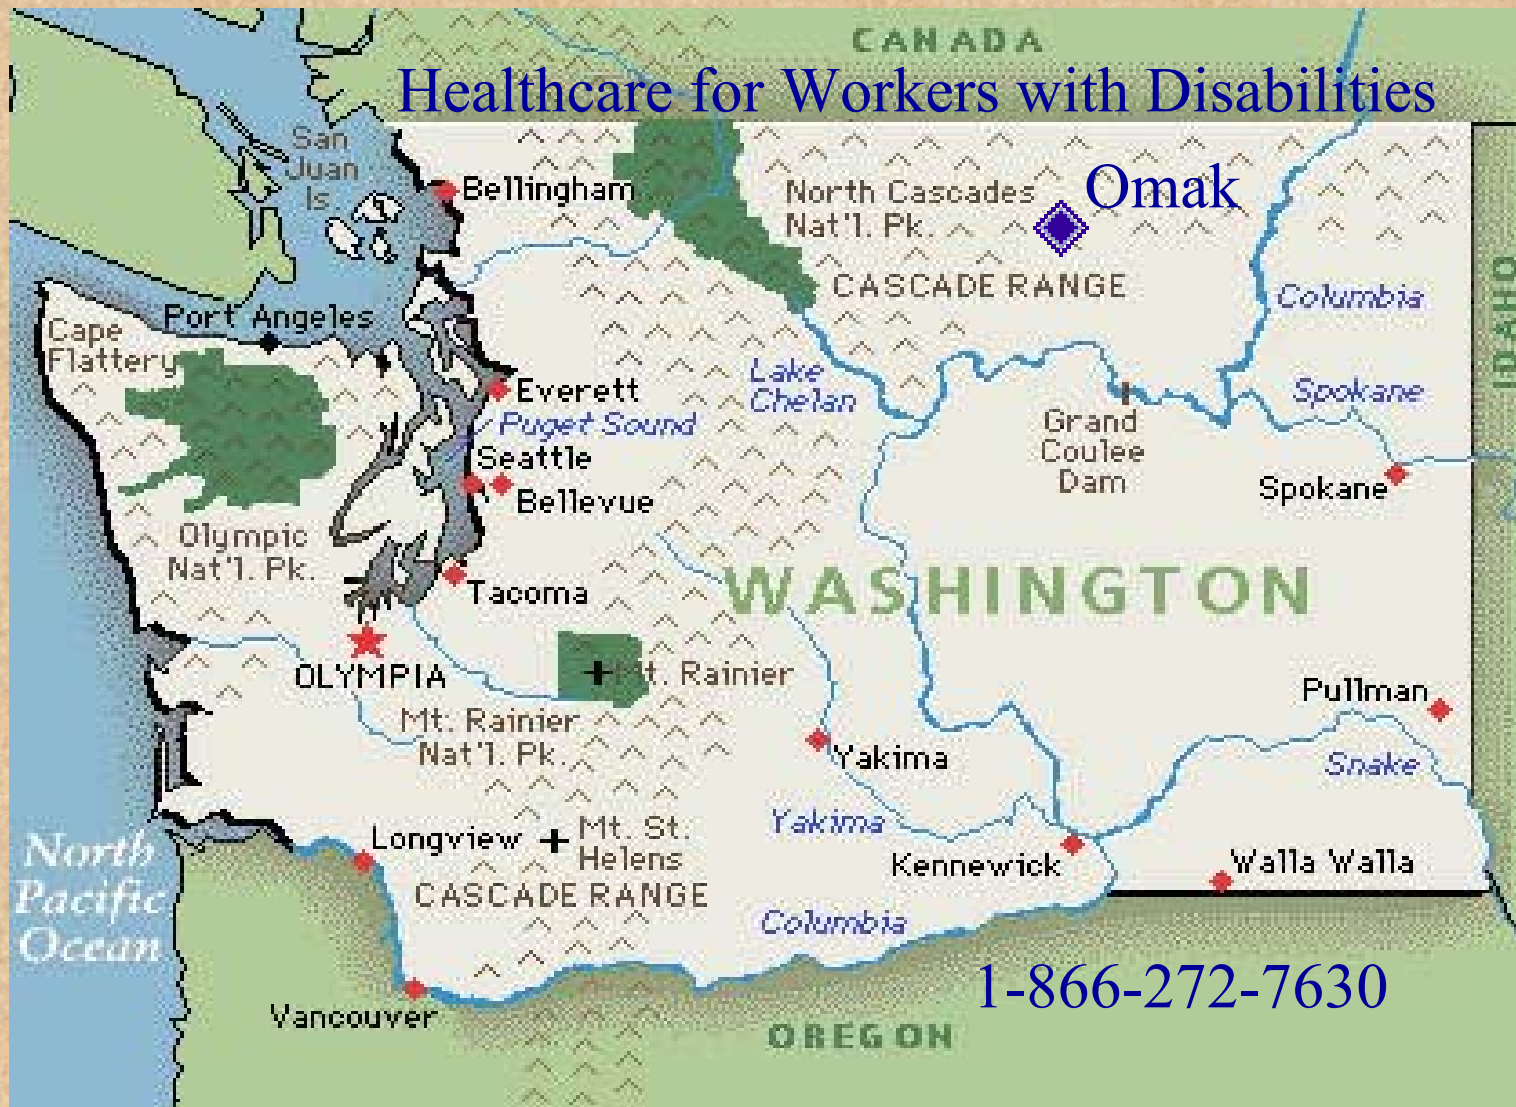 CANADA
Healthcare for Workers with Disabilities
San
Juan
Is
Bellingham
North Cascades
Nat'l. Pk.
Omak
CASCADE RANGE
Columbia
IDAHO
Port Angeles
Cape
Flattery
Everett
Puget Sound
Lake
Chelan
Spokane
Grand
Coulee
Dam
Seattle
Bellevue
Spokane
Olympic
Nat'l. Pk.
Tacoma
WASHINGTON
OLYMPIA
Mt. Rainier
Mt. Rainier
Nat'l. Pk.
Pullman
Yakima
Snake
Yakima
Longview
Mt. St.
Helens
Kennewick
Walla Walla
CASCADE RANGE
Columbia
North
Pacific
Ocean
1-866-272-7630
Vancouver
OREGON